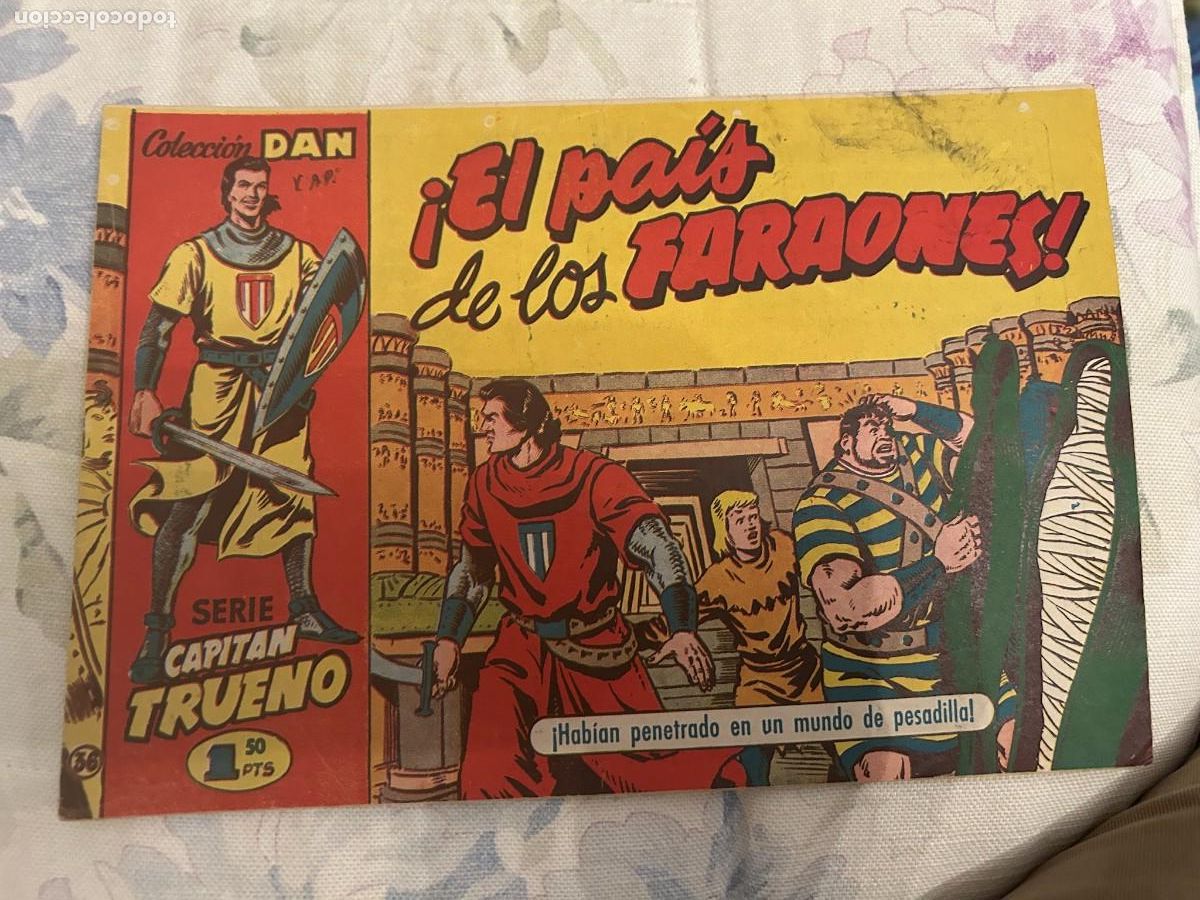 todocoleccion
Colección DAN
¡El país
de los FARAONES!
SERIE
CAPITAN
TRUENO
1 50
PTS
36
¡Habían penetrado en un mundo de pesadilla!